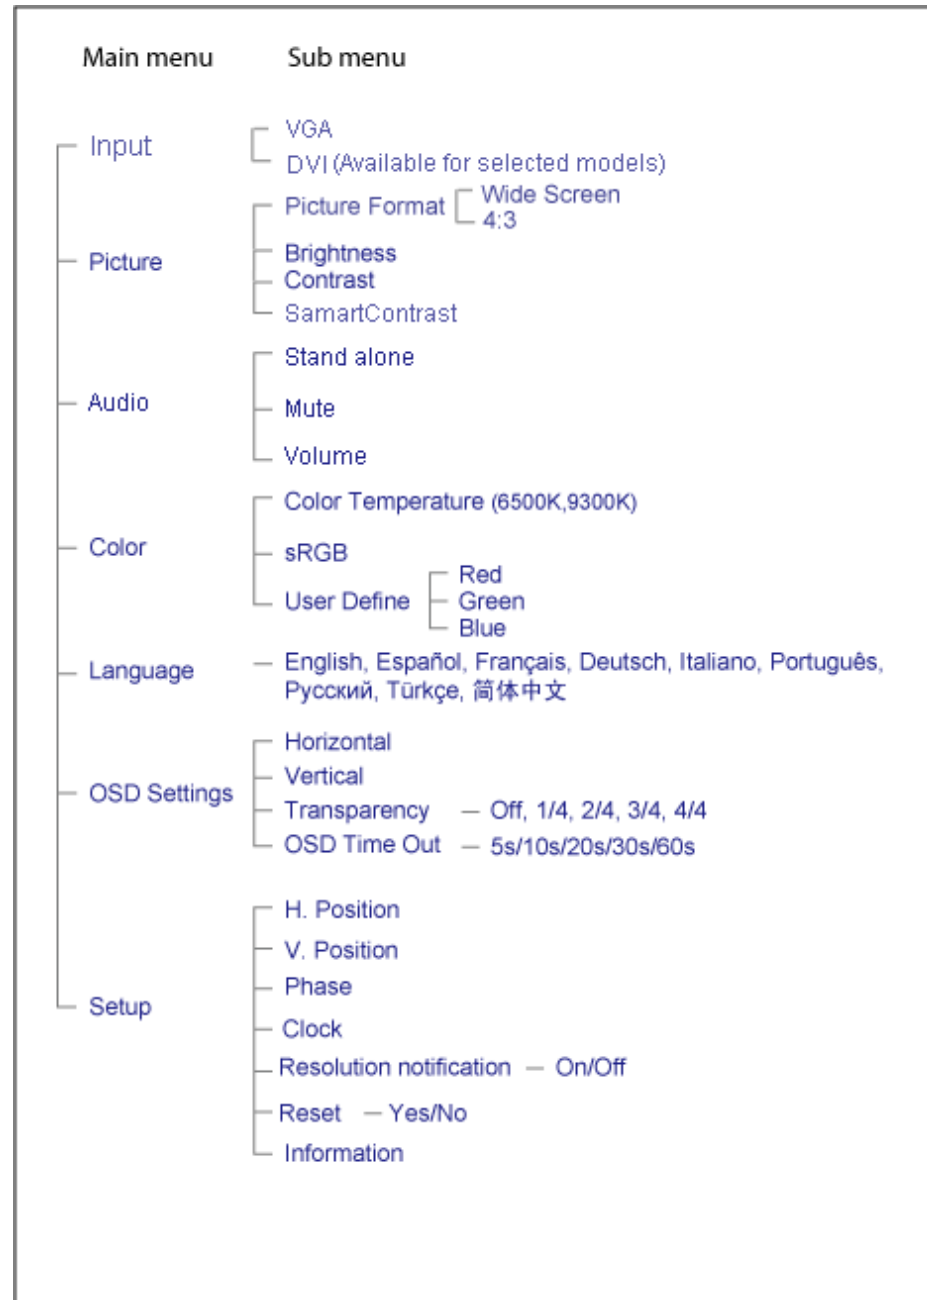 Main menu Sub menu
Input
VGA
DVI (Available for selected models)
Picture
Picture Format
Wide Screen
4:3
Brightness
Contrast
SamartContrast
Audio
Stand alone
Mute
Volume
Color
Color Temperature (6500K,9300K)
sRGB
User Define
Red
Green
Blue
Language
English, Español, Français, Deutsch, Italiano, Português,
Русский, Türkçe, 简体中文
OSD Settings
Horizontal
Vertical
Transparency — Off, 1/4, 2/4, 3/4, 4/4
OSD Time Out — 5s/10s/20s/30s/60s
Setup
H. Position
V. Position
Phase
Clock
Resolution notification — On/Off
Reset — Yes/No
Information